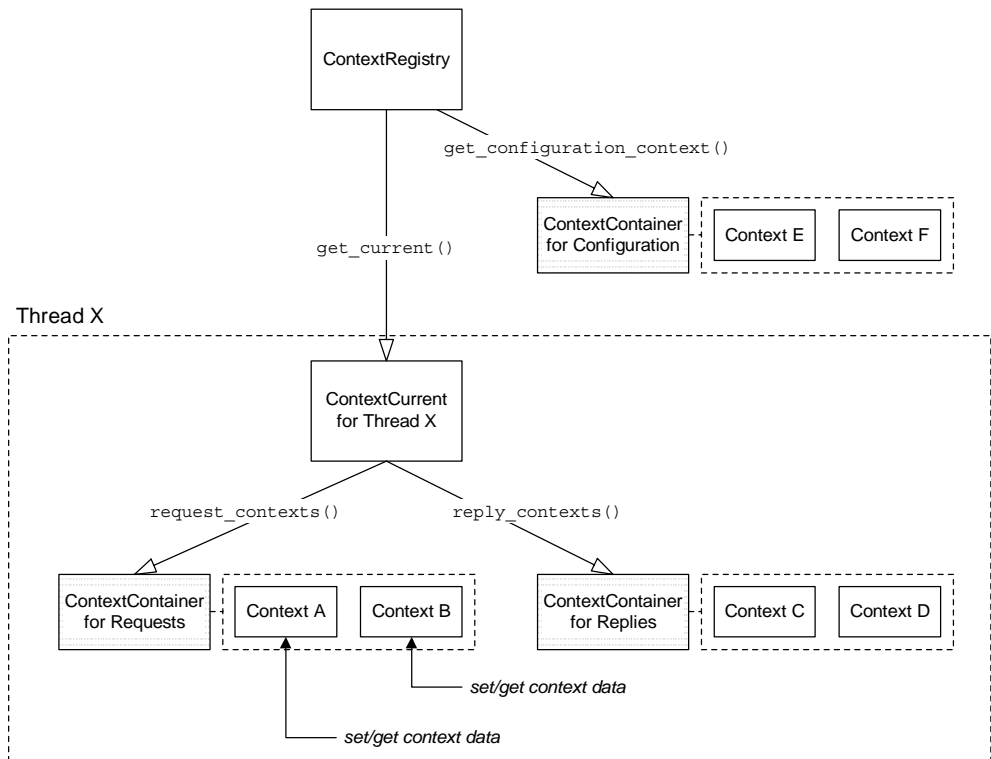 ContextRegistry
get_configuration_context()
ContextContainer
for Configuration
Context E
Context F
get_current()
Thread X
ContextCurrent
for Thread X
request_contexts()
reply_contexts()
ContextContainer
for Requests
Context A
Context B
ContextContainer
for Replies
Context C
Context D
set/get context data
set/get context data